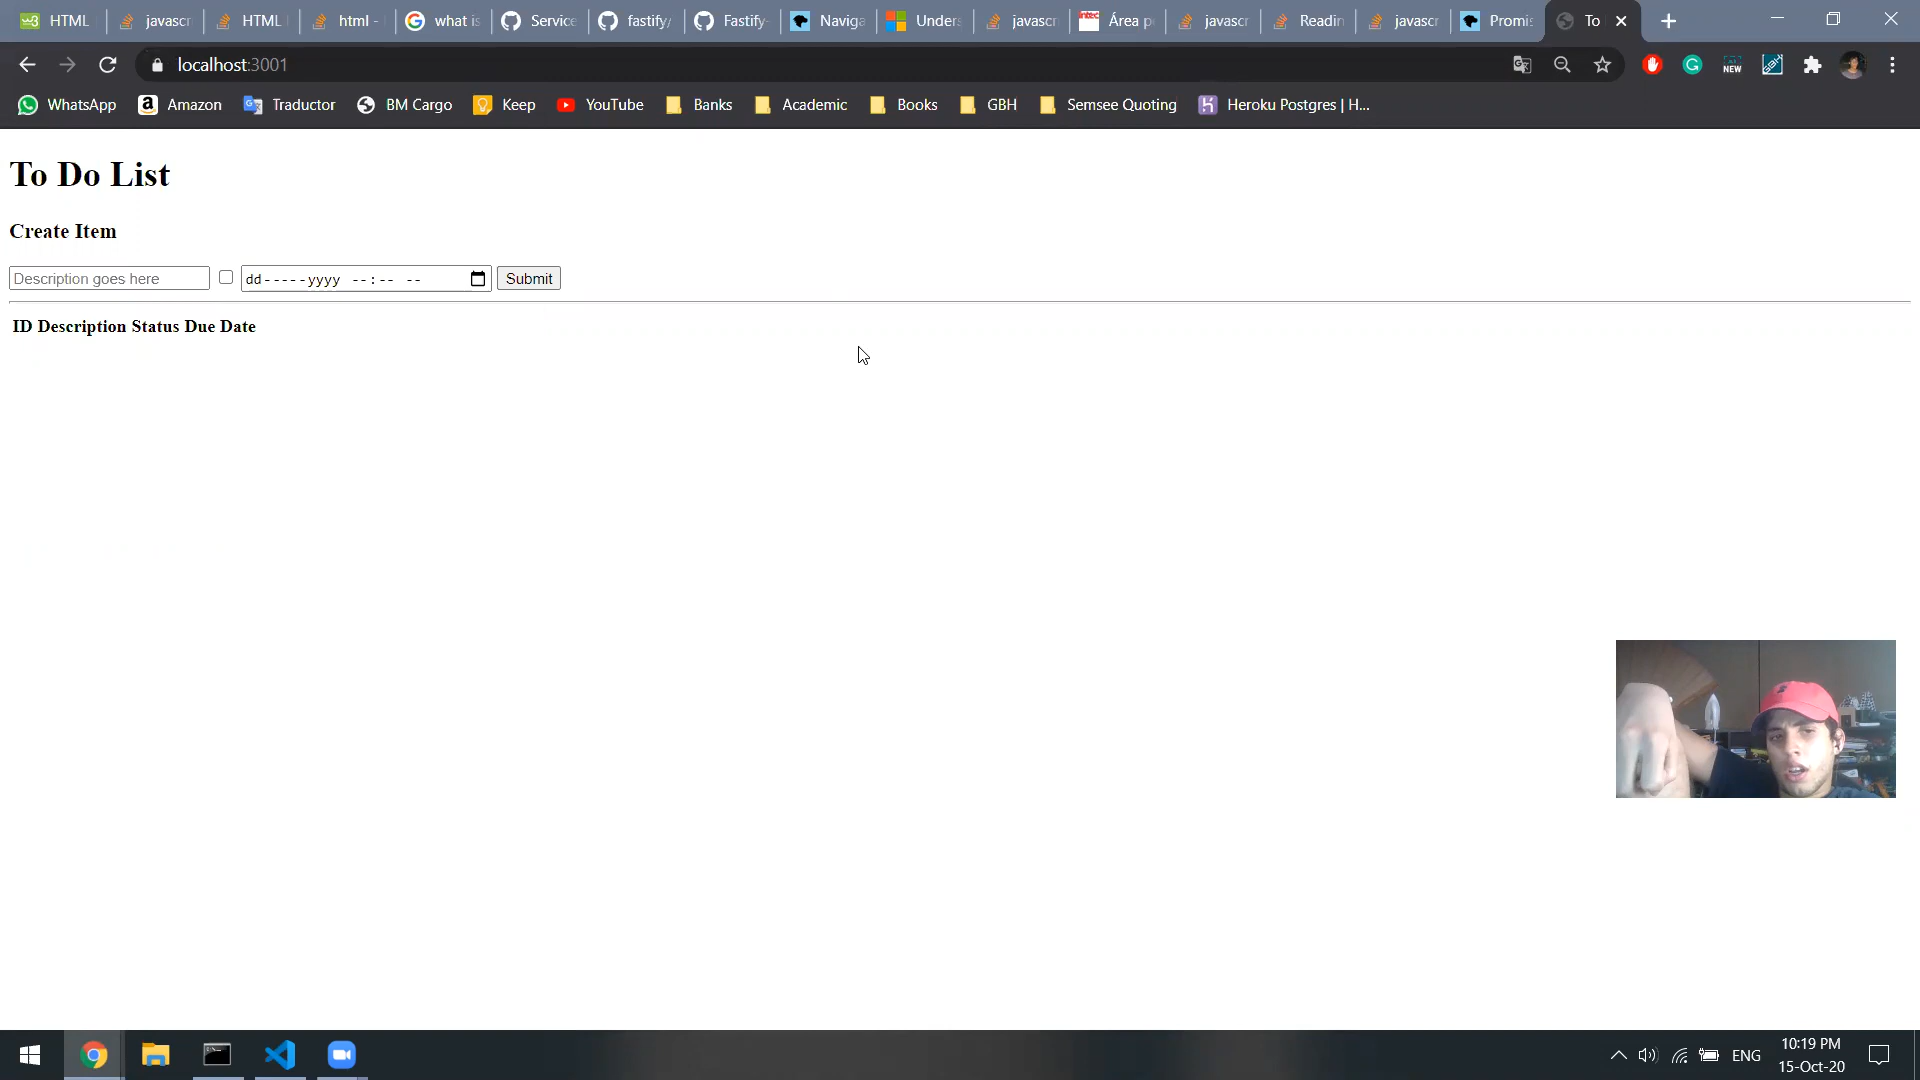 HTML javascr HTML html - what is Service fastify/ Fastify- Naviga Unders javascr Área p javascr Readin javascr Promis To
localhost:3001
WhatsApp Amazon Traductor BM Cargo Keep YouTube Banks Academic Books GBH Semsee Quoting Heroku Postgres | H...
To Do List
Create Item
Description goes here dd-----yyyy --:-- -- Submit
ID Description Status Due Date
ENG
10:19 PM
15-Oct-20